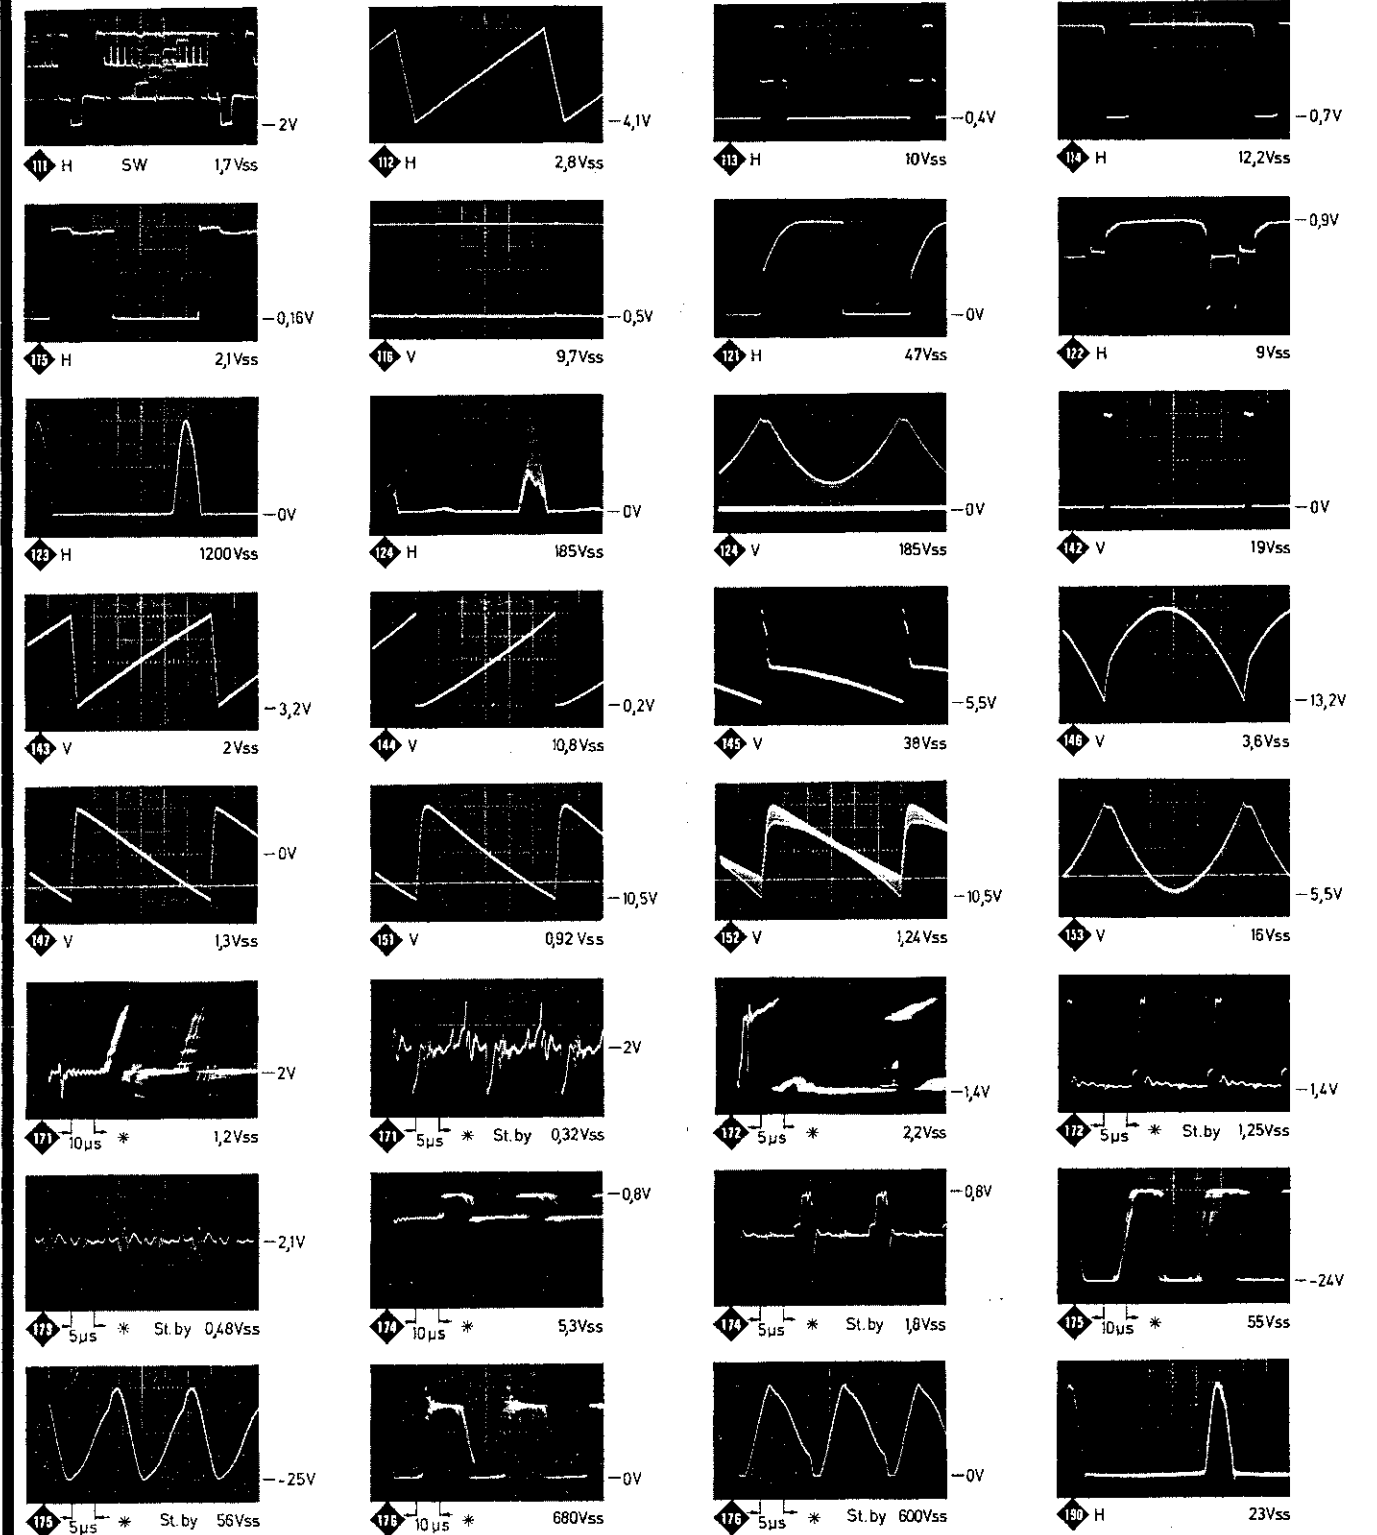 2V
4,1V
0,4V
0,7V
111 H SW 1,7Vss
112 H 2,8Vss
113 H 10Vss
114 H 12,2Vss
0,16V
0,5V
0V
0,9V
115 H 2,1Vss
116 V 9,7Vss
121 H 47Vss
122 H 9Vss
0V
0V
0V
0V
123 H 1200Vss
124 H 185Vss
124 V 185Vss
142 V 19Vss
3,2V
0,2V
5,5V
13,2V
143 V 2Vss
144 V 10,8Vss
145 V 38Vss
146 V 3,6Vss
0V
10,5V
10,5V
5,5V
147 V 1,3Vss
151 V 0,92 Vss
152 V 1,24Vss
153 V 16Vss
2V
2V
1,4V
1,4V
171 10µs * 1,2Vss
171 5µs * St.by 0,32Vss
172 5µs * 2,2Vss
172 5µs * St.by 1,25Vss
2,1V
0,8V
0,8V
-24V
173 5µs * St.by 0,48Vss
174 10µs * 5,3Vss
174 5µs * St.by 1,8Vss
175 10µs * 55Vss
-25V
0V
0V
175 5µs * St.by 56Vss
176 10µs * 680Vss
176 5µs * St.by 600Vss
190 H 23Vss